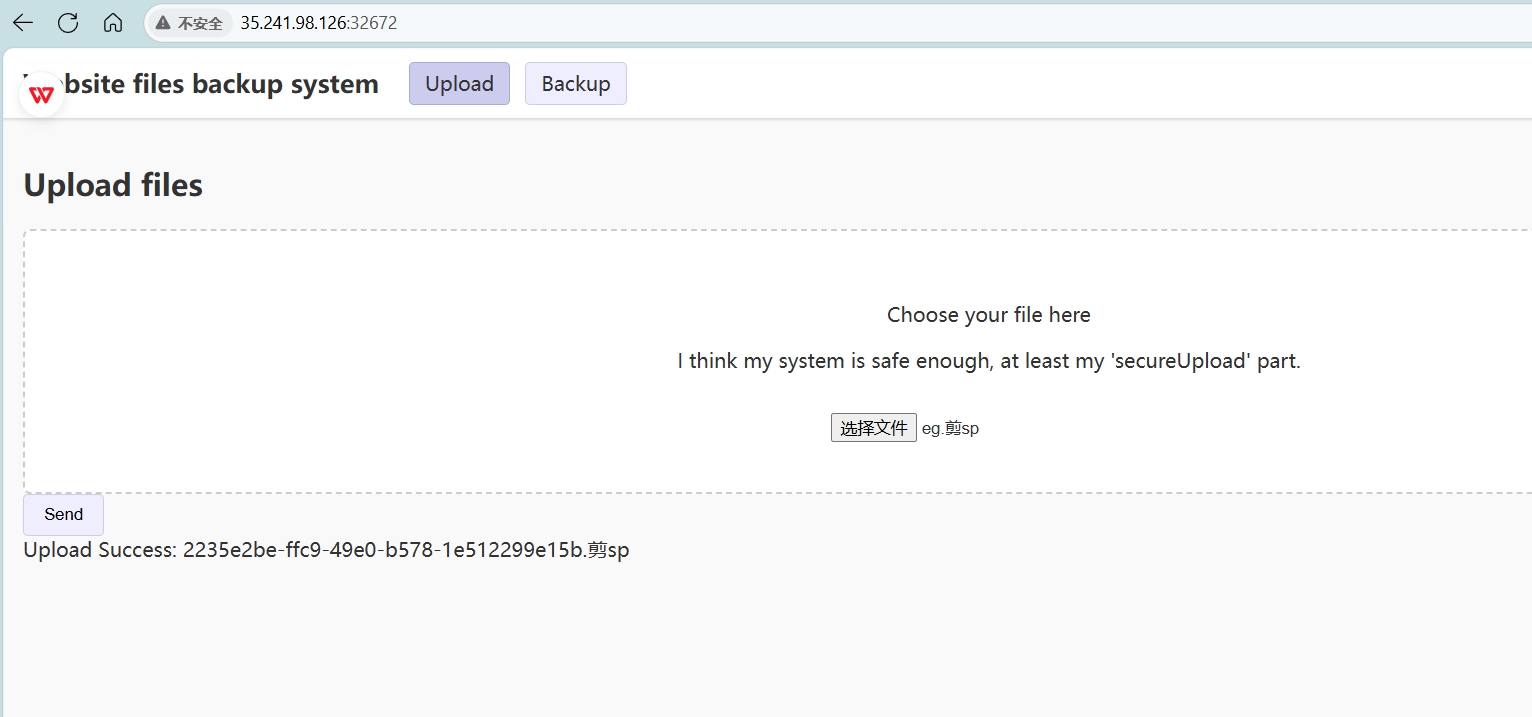 不安全 35.241.98.126:32672
bsite files backup system Upload Backup
Upload files
Choose your file here
I think my system is safe enough, at least my 'secureUpload' part.
选择文件 eg.剪sp
Send
Upload Success: 2235e2be-ffc9-49e0-b578-1e512299e15b.剪sp